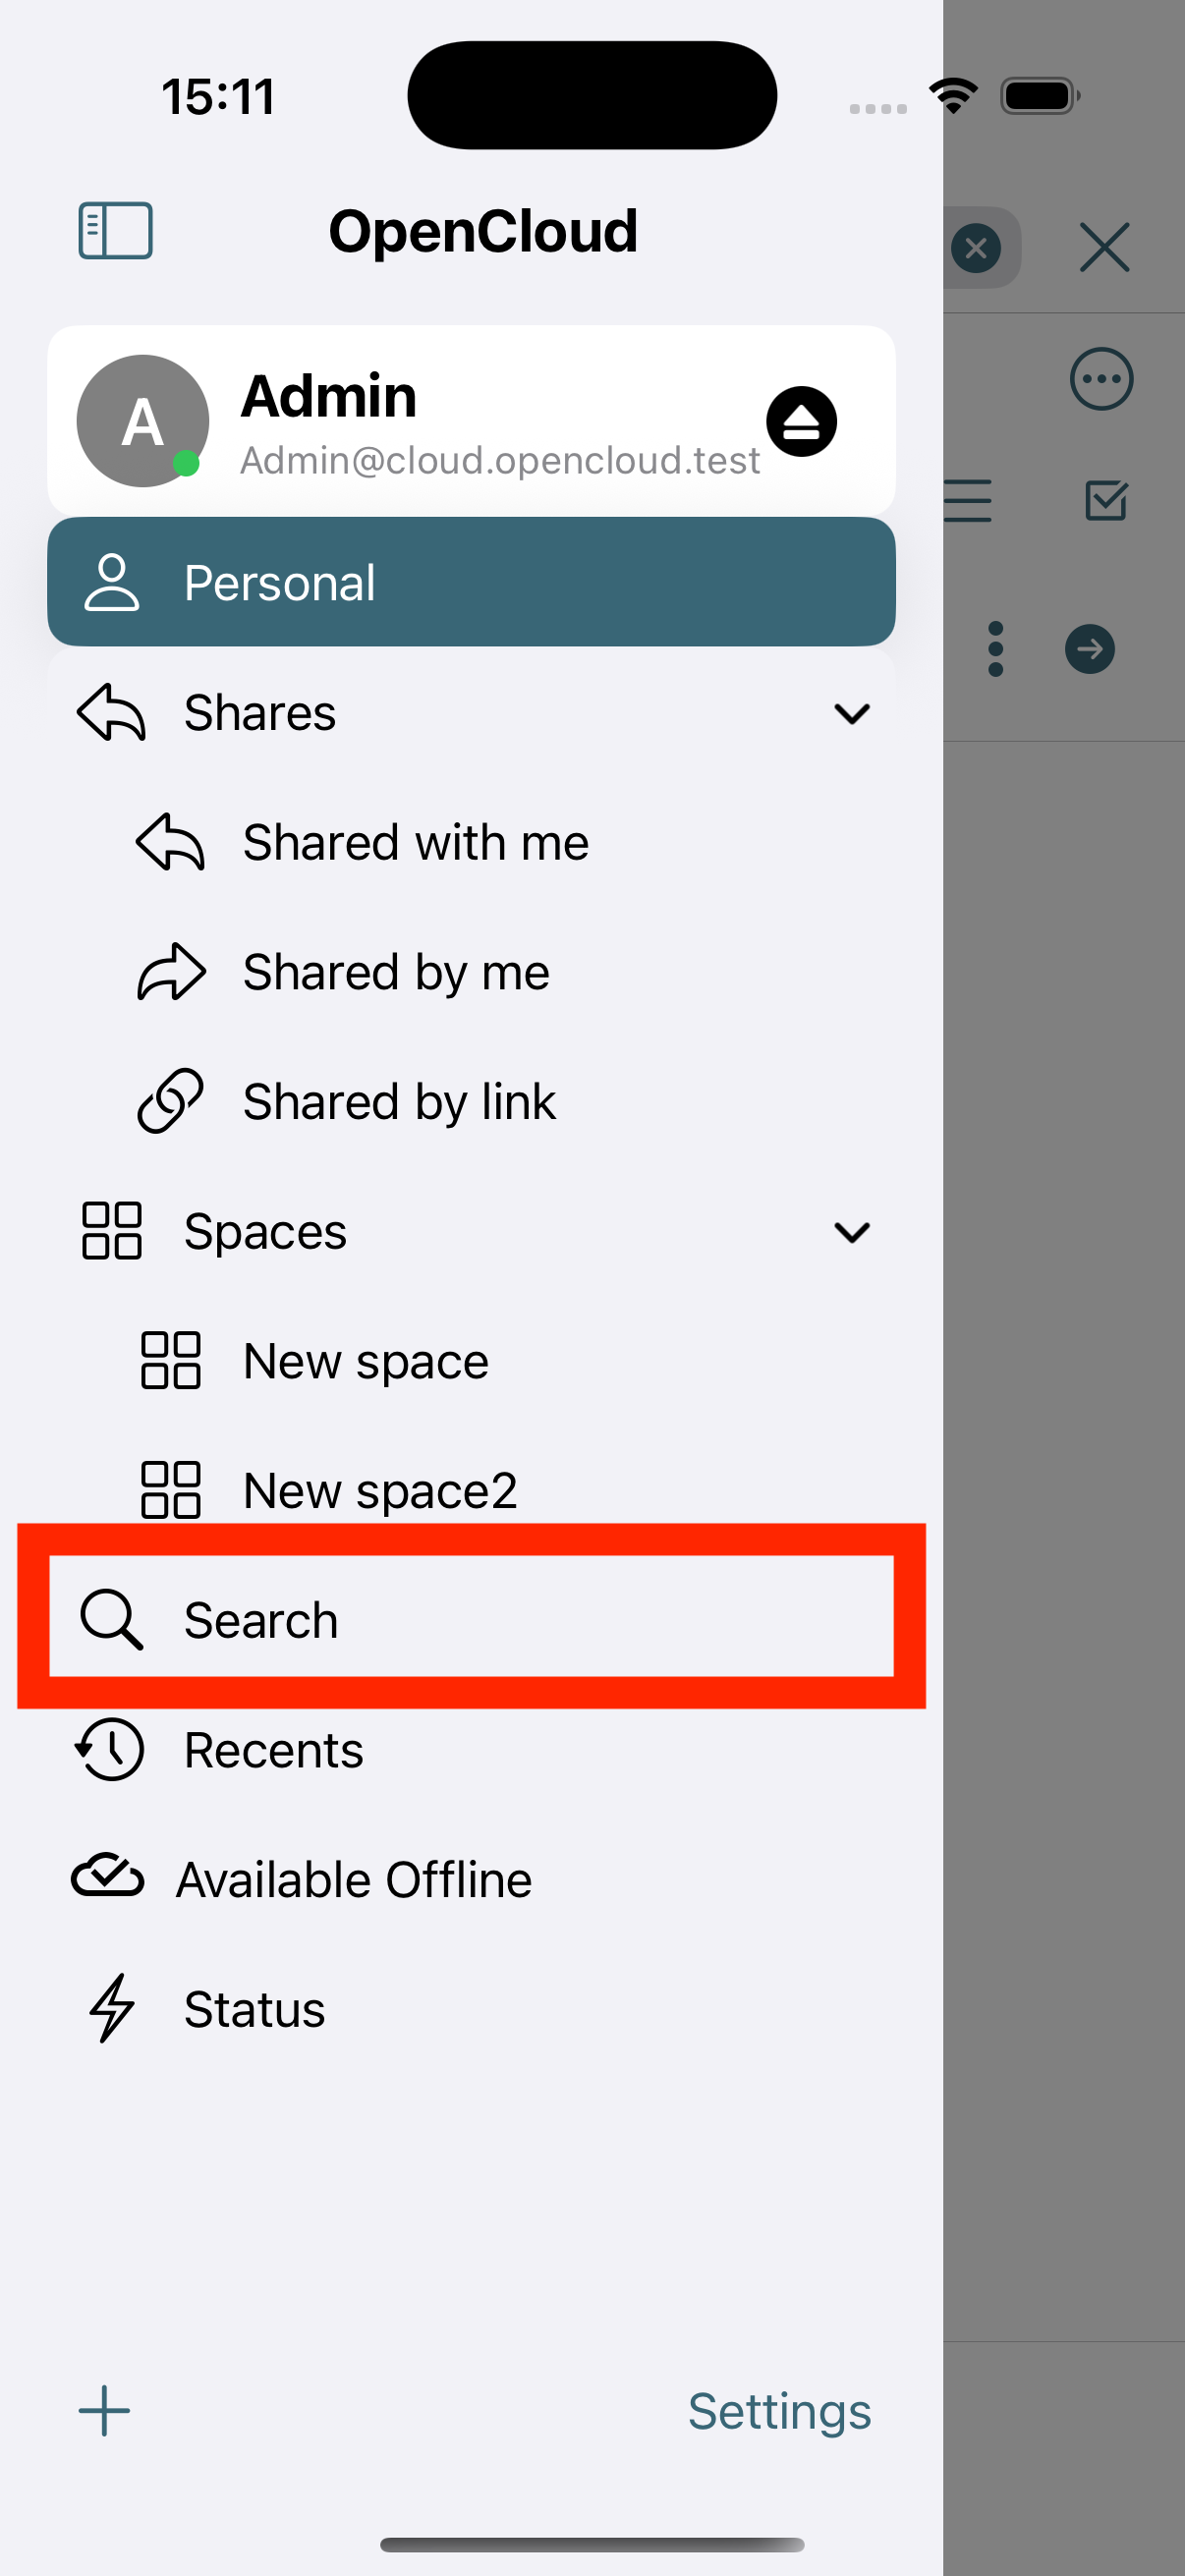 15:11
OpenCloud
A
Admin
Admin@cloud.opencloud.test
Personal
Shares
Shared with me
Shared by me
Shared by link
Spaces
New space
New space2
Search
Recents
Available Offline
Status
Settings